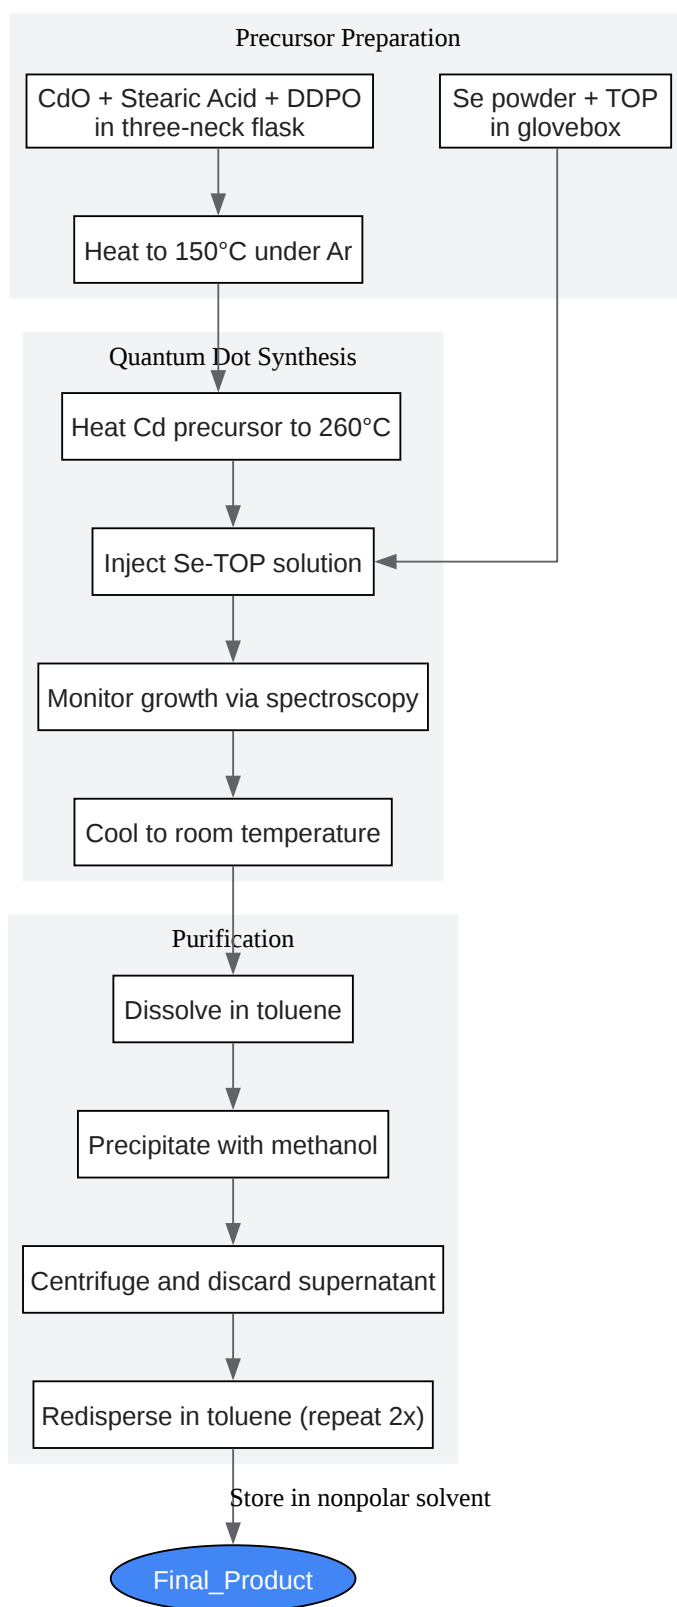 Precursor Preparation
CdO + Stearic Acid + DDPO
in three-neck flask
Se powder + TOP
in glovebox
Heat to 150°C under Ar
Quantum Dot Synthesis
Heat Cd precursor to 260°C
Inject Se-TOP solution
Monitor growth via spectroscopy
Cool to room temperature
Purification
Dissolve in toluene
Precipitate with methanol
Centrifuge and discard supernatant
Redisperse in toluene (repeat 2x)
Store in nonpolar solvent
Final_Product